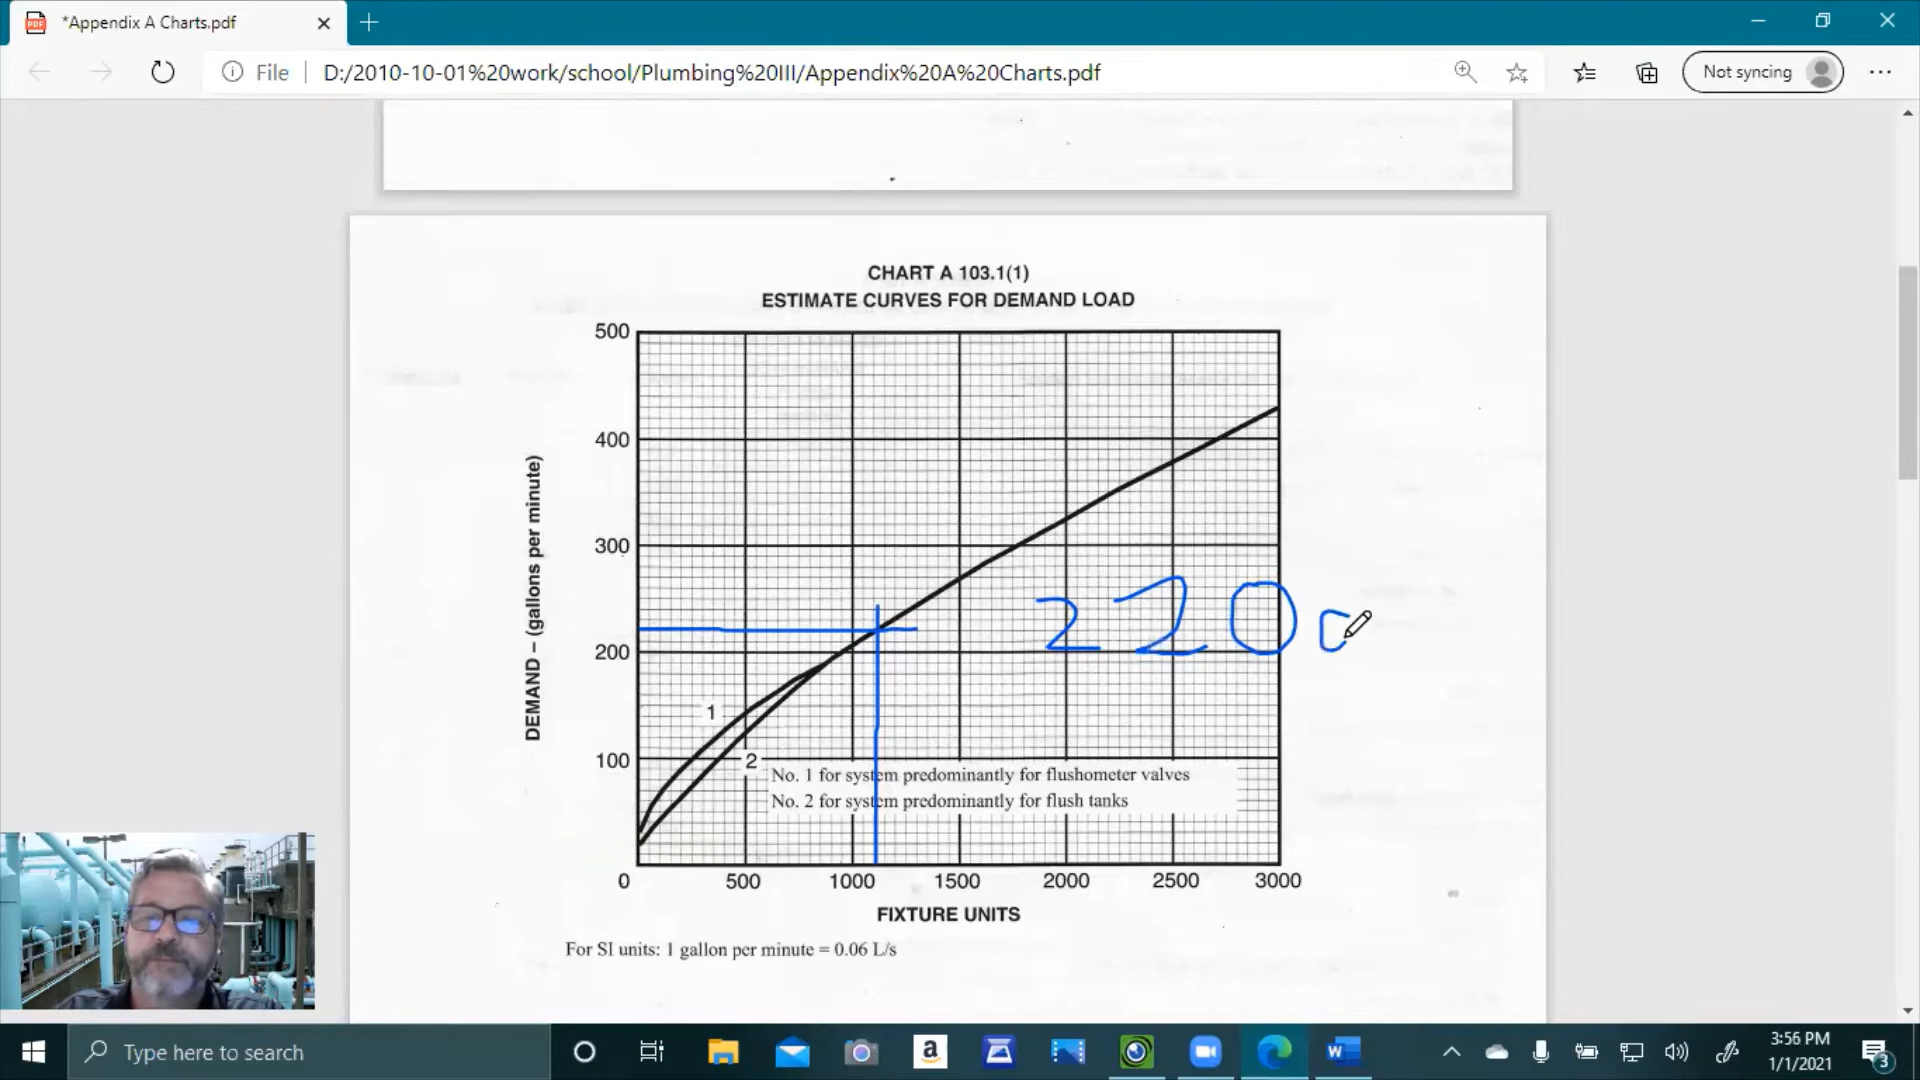 *Appendix A Charts.pdf
File
D:/2010-10-01%20work/school/Plumbing%20III/Appendix%20A%20Charts.pdf
Not syncing
CHART A 103.1(1)
ESTIMATE CURVES FOR DEMAND LOAD
DEMAND – (gallons per minute)
500
400
300
200
100
0
220
1
2
No. 1 for system predominantly for flushometer valves
No. 2 for system predominantly for flush tanks
500
1000
1500
2000
2500
3000
FIXTURE UNITS
For SI units: 1 gallon per minute = 0.06 L/s
Type here to search
3:56 PM
1/1/2021
3